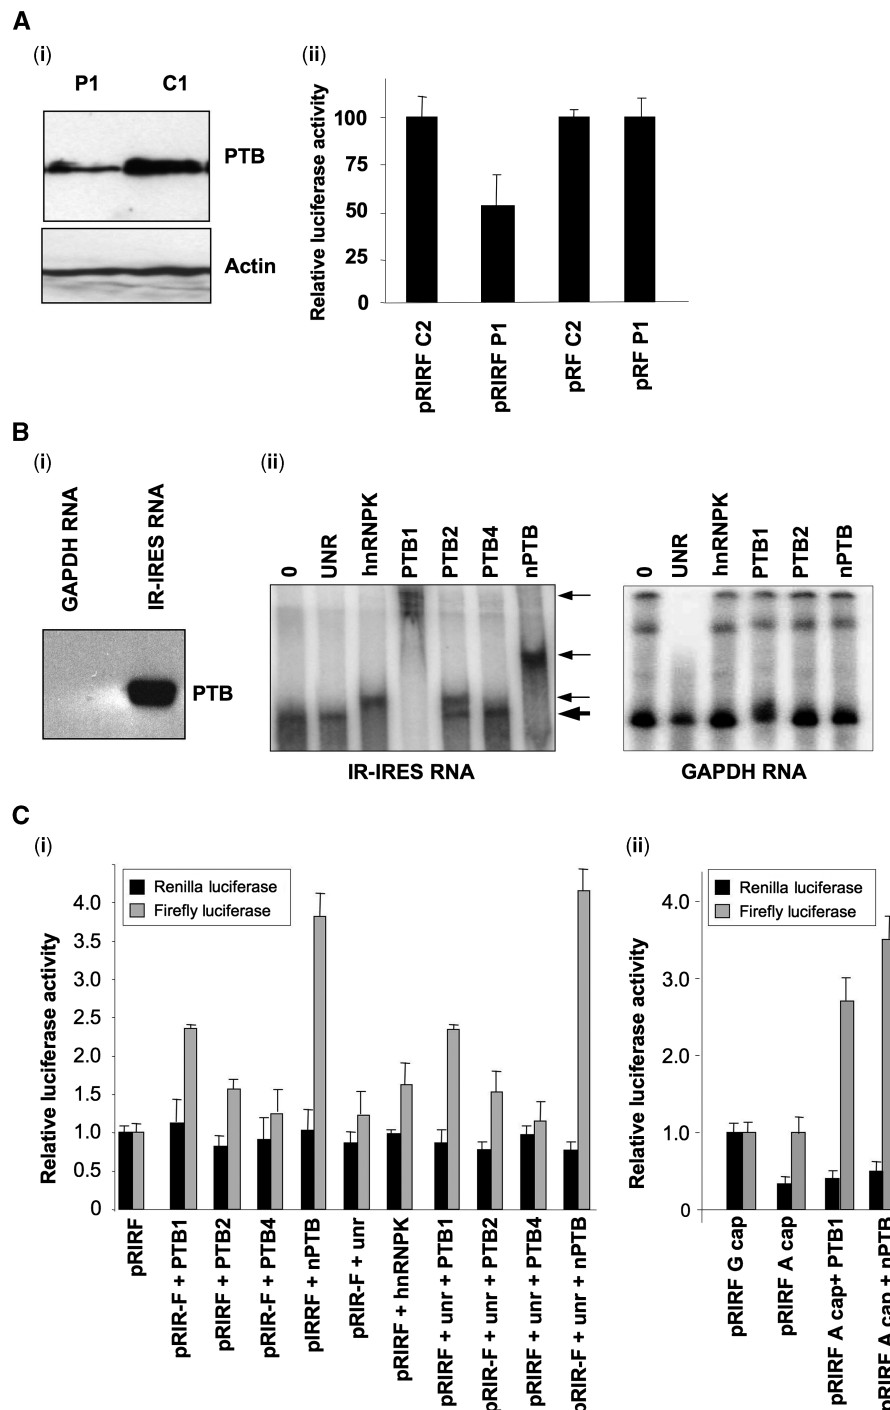 A
(i)
P1 C1
PTB
Actin
(ii)
Relative luciferase activity
100
75
50
25
0
pRIRF C2
pRIRF P1
pRF C2
pRF P1
B
(i)
GAPDH RNA
IR-IRES RNA
PTB
(ii)
0
UNR
hnRNPK
PTB1
PTB2
PTB4
nPTB
IR-IRES RNA
0
UNR
hnRNPK
PTB1
PTB2
nPTB
GAPDH RNA
C
(i)
Renilla luciferase
Firefly luciferase
Relative luciferase activity
4.0
3.5
3.0
2.5
2.0
1.5
1.0
0.5
0
pRIRF
pRIR-F + PTB1
pRIRF + PTB2
pRIR-F + PTB4
pIRRF + nPTB
pRIR-F + unr
pRIRF + hnRNPK
pRIRF + unr + PTB1
pRIR-F + unr + PTB2
pRIRF + unr + PTB4
pRIR-F + unr + nPTB
(ii)
Renilla luciferase
Firefly luciferase
Relative luciferase activity
4.0
3.0
2.0
1.0
0
pRIRF G cap
pRIRF A cap
pRIRF A cap+ PTB1
pRIRF A cap + nPTB